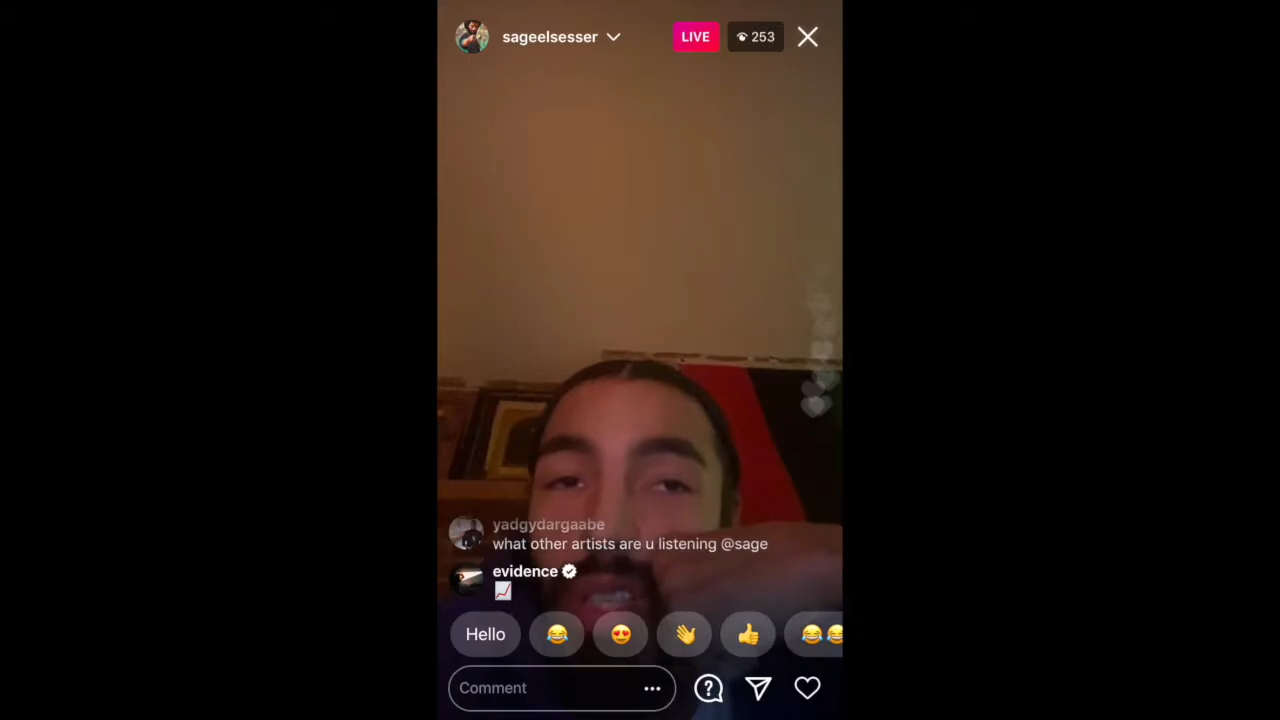 sageelsesser
LIVE
253
yadgydargaabe
what other artists are u listening @sage
evidence
Hello
Comment